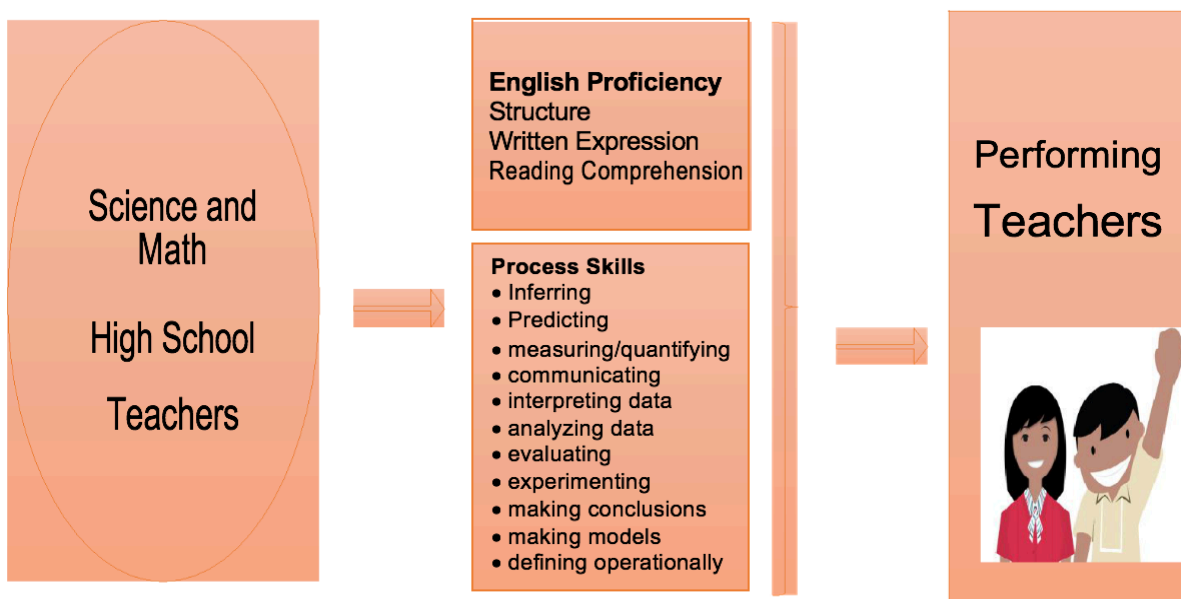 Science and
Math
High School
Teachers
English Proficiency
Structure
Written Expression
Reading Comprehension
Process Skills
• Inferring
• Predicting
• measuring/quantifying
• communicating
• interpreting data
• analyzing data
• evaluating
• experimenting
• making conclusions
• making models
• defining operationally
Performing
Teachers